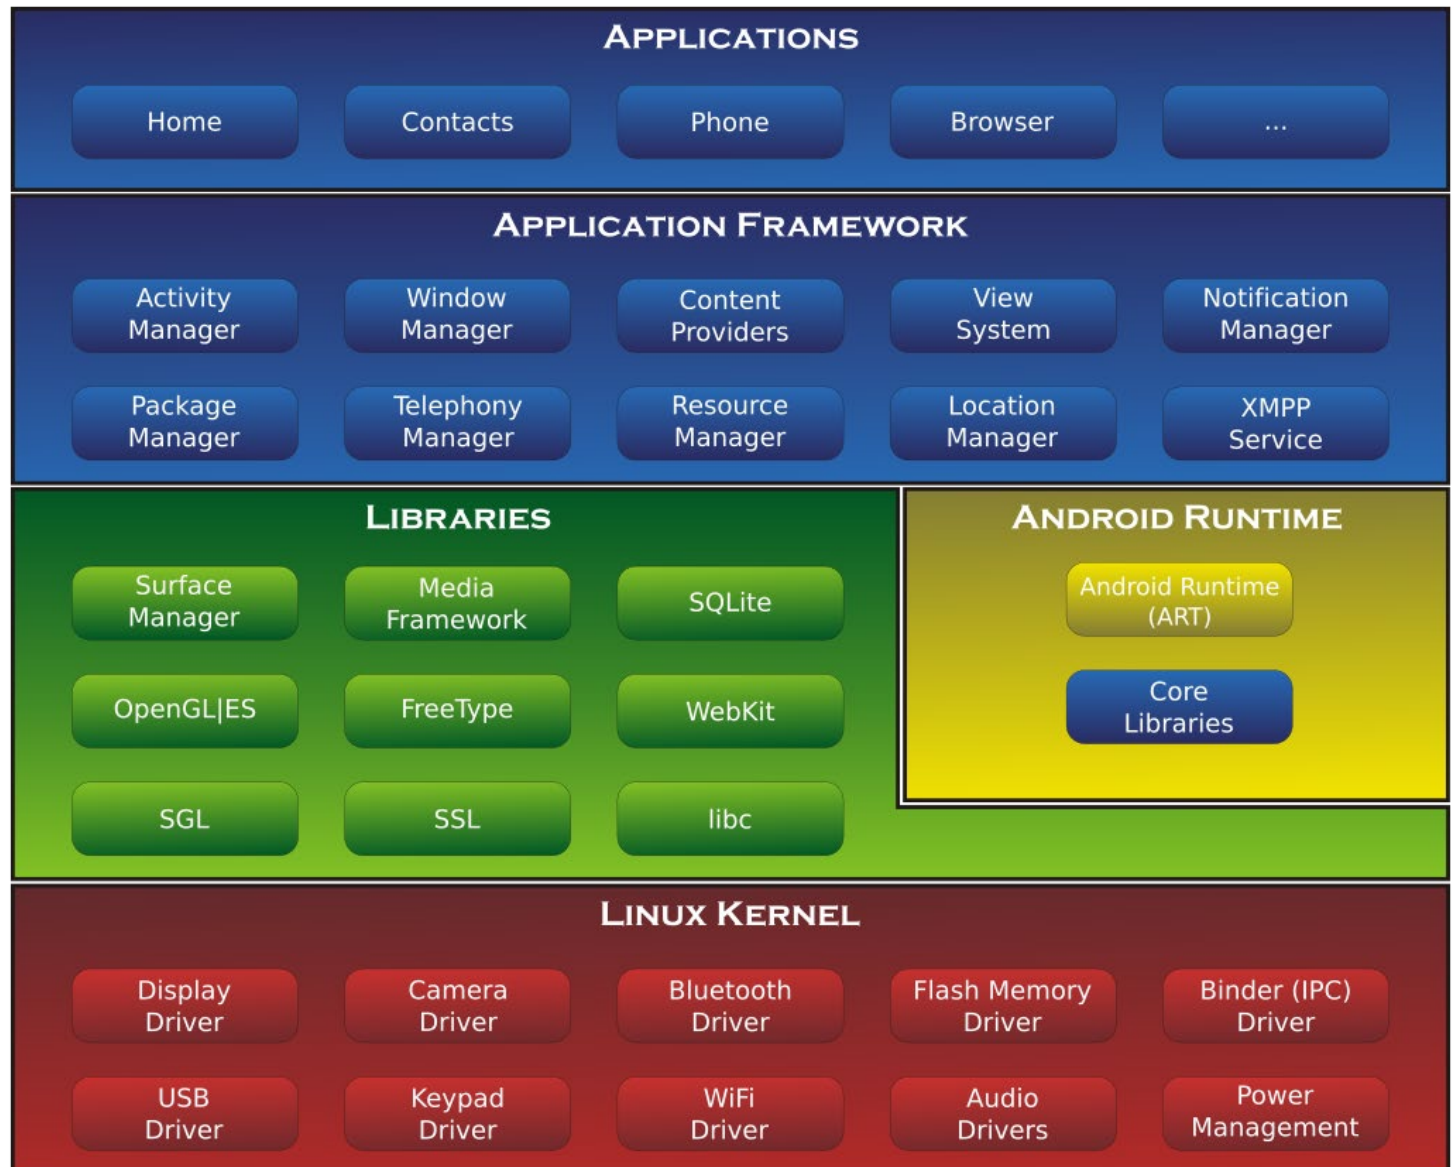 APPLICATIONS
Home
Contacts
Phone
Browser
...
APPLICATION FRAMEWORK
Activity
Manager
Window
Manager
Content
Providers
View
System
Notification
Manager
Package
Manager
Telephony
Manager
Resource
Manager
Location
Manager
XMPP
Service
LIBRARIES
Surface
Manager
Media
Framework
SQLite
OpenGL|ES
FreeType
WebKit
SGL
SSL
libc
ANDROID RUNTIME
Android Runtime
(ART)
Core
Libraries
LINUX KERNEL
Display
Driver
Camera
Driver
Bluetooth
Driver
Flash Memory
Driver
Binder (IPC)
Driver
USB
Driver
Keypad
Driver
WiFi
Driver
Audio
Drivers
Power
Management